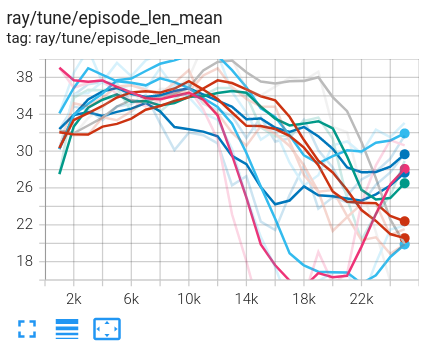 ray/tune/episode_len_mean
tag: ray/tune/episode_len_mean
38
34
30
26
22
18
2k 6k 10k 14k 18k 22k